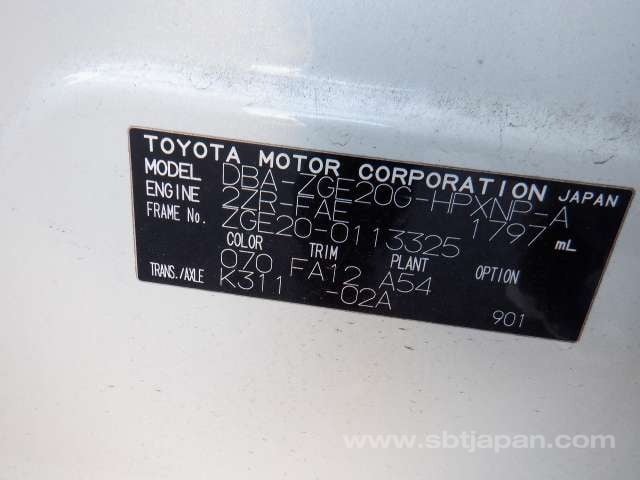 TOYOTA MOTOR CORPORATION JAPAN
MODEL DBA-ZGE20G-HPXNP-A
ENGINE 2ZR-FAE 1797 mL
FRAME No. ZGE20-0113325
COLOR TRIM PLANT OPTION
070 FA12 A54
TRANS./AXLE K311 -02A
901
www.sbtjapan.com